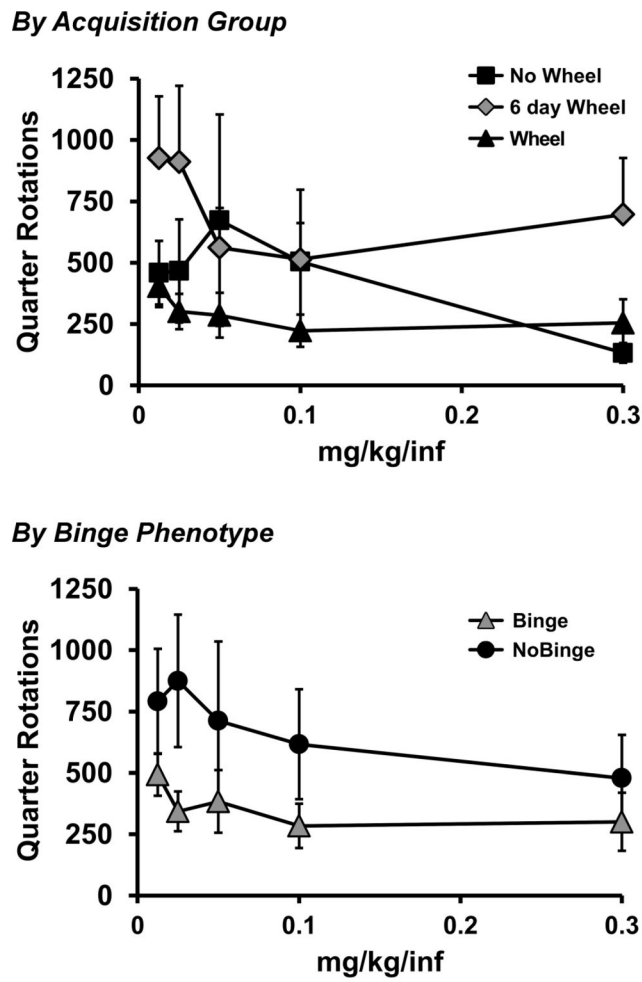 By Acquisition Group
1250
1000
750
500
250
0
Quarter Rotations
No Wheel
6 day Wheel
Wheel
0
0.1
0.2
0.3
mg/kg/inf
By Binge Phenotype
1250
1000
750
500
250
0
Quarter Rotations
Binge
NoBinge
0
0.1
0.2
0.3
mg/kg/inf